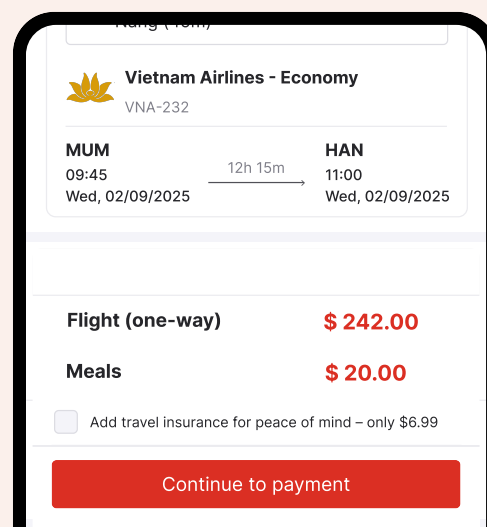 Vietnam Airlines - Economy
VNA-232
MUM
12h 15m
HAN
09:45
11:00
Wed, 02/09/2025
Wed, 02/09/2025
Flight (one-way)
$ 242.00
Meals
$ 20.00
Add travel insurance for peace of mind – only $6.99
Continue to payment